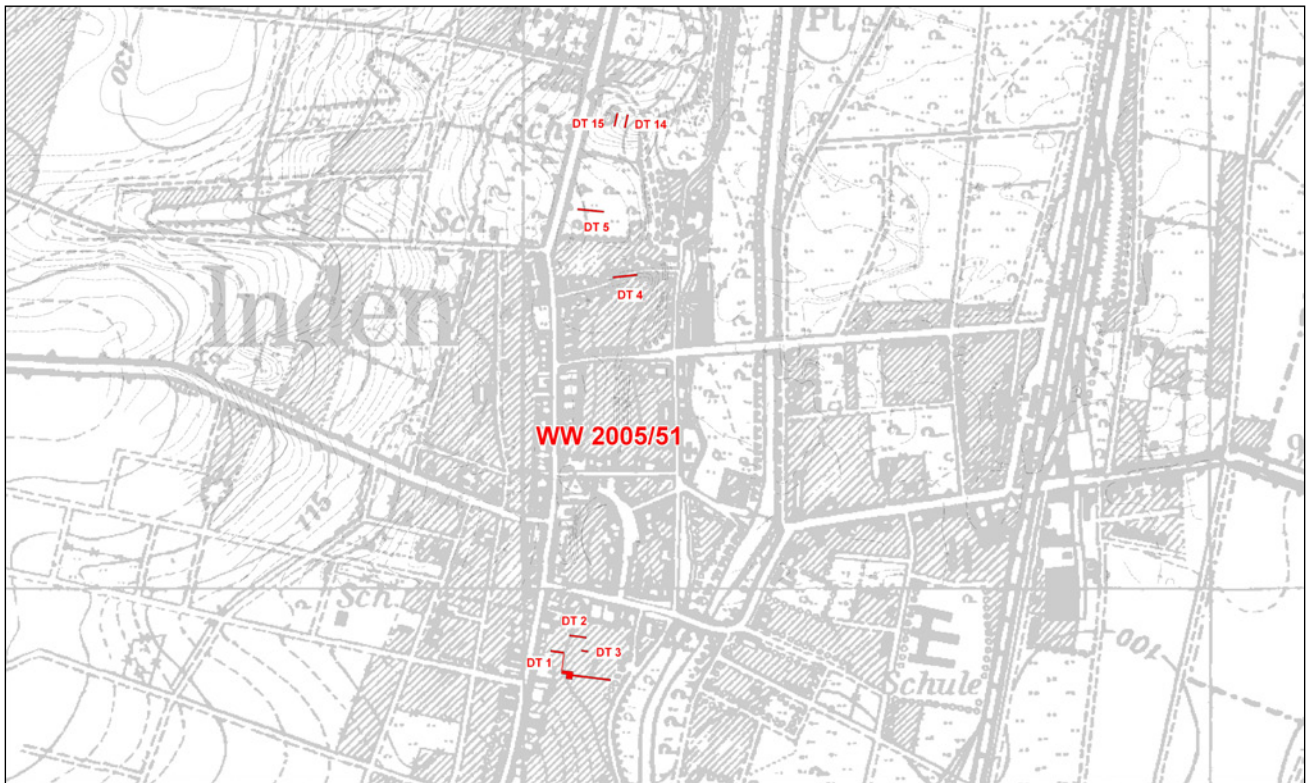 Pl.
130
Sch
DT 15
DT 14
DT 5
Sch
Inden
DT 4
WW 2005/51
115
Sch.
DT 2
DT 1
DT 3
100
Schule
9